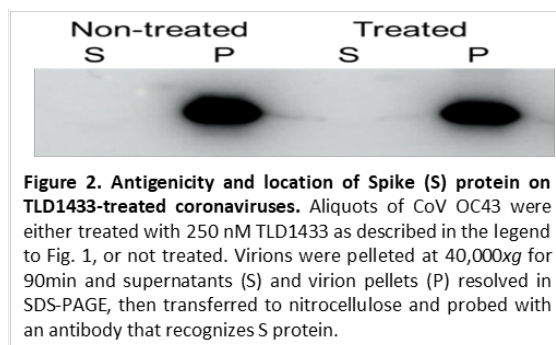 Non-treated Treated
S P S P
Figure 2. Antigenicity and location of Spike (S) protein on
TLD1433-treated coronaviruses. Aliquots of CoV OC43 were
either treated with 250 nM TLD1433 as described in the legend
to Fig. 1, or not treated. Virions were pelleted at 40,000xg for
90min and supernatants (S) and virion pellets (P) resolved in
SDS-PAGE, then transferred to nitrocellulose and probed with
an antibody that recognizes S protein.